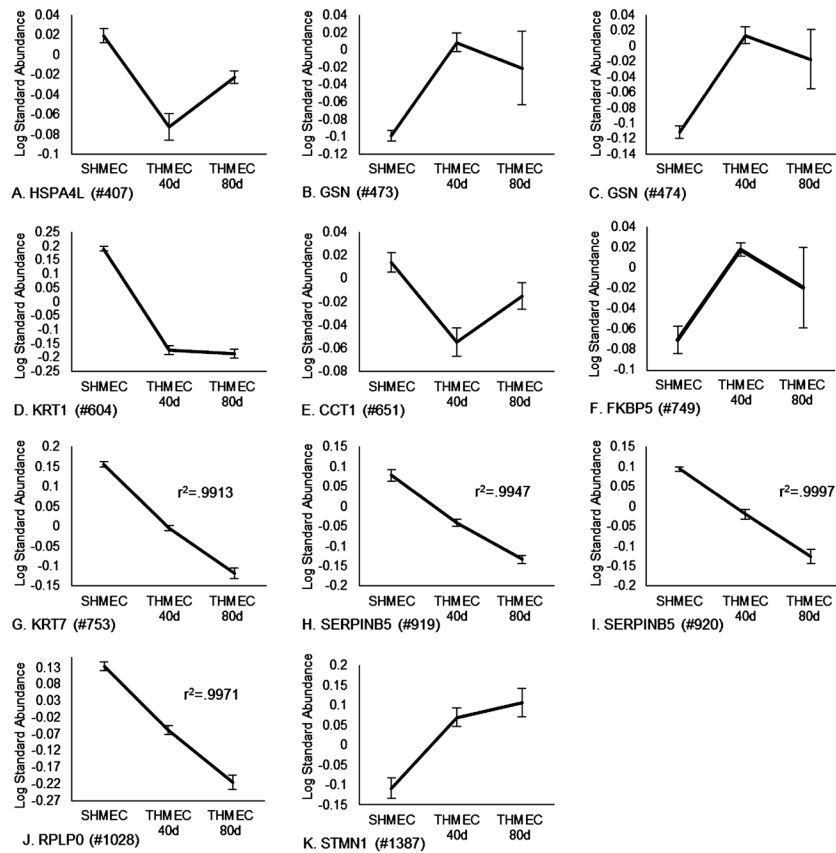 Log Standard Abundance
0.04
0.02
0
-0.02
-0.04
-0.06
-0.08
-0.1
SHMEC THMEC THMEC
40d 80d
A. HSPA4L (#407)
Log Standard Abundance
0.04
0.02
0
-0.02
-0.04
-0.06
-0.08
-0.1
-0.12
SHMEC THMEC THMEC
40d 80d
B. GSN (#473)
Log Standard Abundance
0.04
0.02
0
-0.02
-0.04
-0.06
-0.08
-0.1
-0.12
-0.14
SHMEC THMEC THMEC
40d 80d
C. GSN (#474)
Log Standard Abundance
0.25
0.2
0.15
0.1
0.05
0
-0.05
-0.1
-0.15
-0.2
-0.25
SHMEC THMEC THMEC
40d 80d
D. KRT1 (#604)
Log Standard Abundance
0.04
0.02
0
-0.02
-0.04
-0.06
-0.08
SHMEC THMEC THMEC
40d 80d
E. CCT1 (#651)
Log Standard Abundance
0.04
0.02
0
-0.02
-0.04
-0.06
-0.08
-0.1
SHMEC THMEC THMEC
40d 80d
F. FKBP5 (#749)
Log Standard Abundance
0.2
0.15
0.1
0.05
0
-0.05
-0.1
-0.15
r²=.9913
SHMEC THMEC THMEC
40d 80d
G. KRT7 (#753)
Log Standard Abundance
0.15
0.1
0.05
0
-0.05
-0.1
-0.15
-0.2
r²=.9947
SHMEC THMEC THMEC
40d 80d
H. SERPINB5 (#919)
Log Standard Abundance
0.15
0.1
0.05
0
-0.05
-0.1
-0.15
-0.2
r²=.9997
SHMEC THMEC THMEC
40d 80d
I. SERPINB5 (#920)
Log Standard Abundance
0.13
0.08
0.03
-0.02
-0.07
-0.12
-0.17
-0.22
-0.27
r²=.9971
SHMEC THMEC THMEC
40d 80d
J. RPLP0 (#1028)
Log Standard Abundance
0.2
0.15
0.1
0.05
0
-0.05
-0.1
-0.15
SHMEC THMEC THMEC
40d 80d
K. STMN1 (#1387)